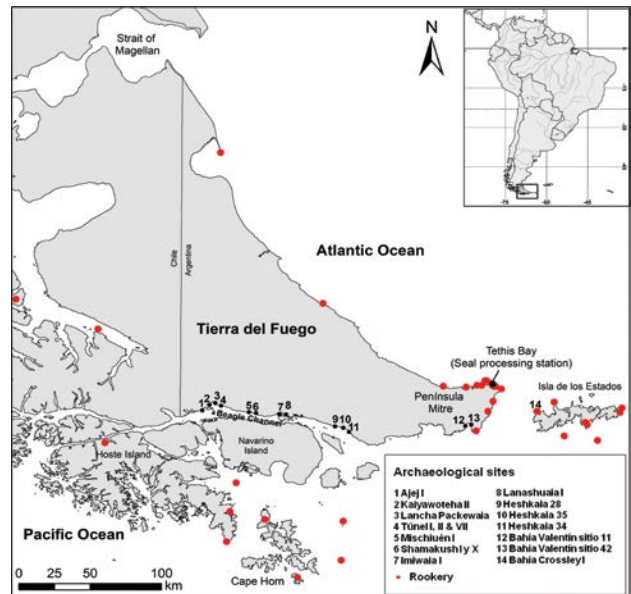 Strait of
Magellan
N
Chile
Argentina
Atlantic Ocean
Tierra del Fuego
Tethis Bay
(Seal processing station)
Península
Mitre
Isla de los Estados
1 2 3 4
5 6
7 8
9 10
11
12 13
14
Beagle Channel
Navarino
Island
Hoste Island
Pacific Ocean
Cape Horn
0 50 100
km
-75 -60 -45
Archaeological sites
1 Ajej I
2 Kaiyawoteha II
3 Lancha Packewaia
4 Túnel I, II & VII
5 Mischiuén I
6 Shamakush I y X
7 Imiwaia I
8 Lanashuaia I
9 Heshkaia 28
10 Heshkaia 35
11 Heshkaia 34
12 Bahía Valentín sitio 11
13 Bahía Valentín sitio 42
14 Bahía Crossley I
Rookery